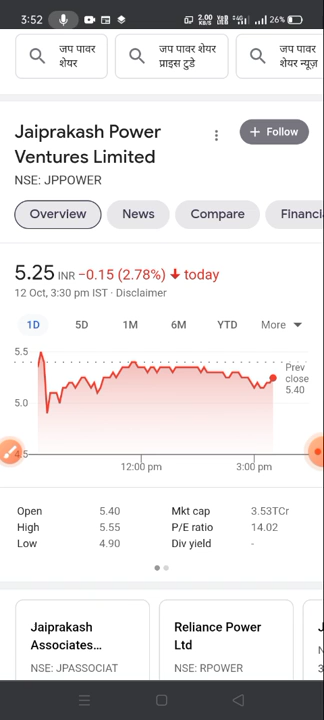 3:52
2.00 KB/S
26%
जप पावर
शेयर
जप पावर शेयर
प्राइस टुडे
जप पावर
शेयर न्यूज़
Jaiprakash Power
Ventures Limited
+ Follow
NSE: JPPOWER
Overview
News
Compare
Financi
5.25 INR −0.15 (2.78%) ↓ today
12 Oct, 3:30 pm IST · Disclaimer
1D
5D
1M
6M
YTD
More
5.5
5.0
4.5
Prev
close
5.40
12:00 pm
3:00 pm
Open 5.40 Mkt cap 3.53TCr
High 5.55 P/E ratio 14.02
Low 4.90 Div yield -
Jaiprakash
Associates...
NSE: JPASSOCIAT
Reliance Power
Ltd
NSE: RPOWER